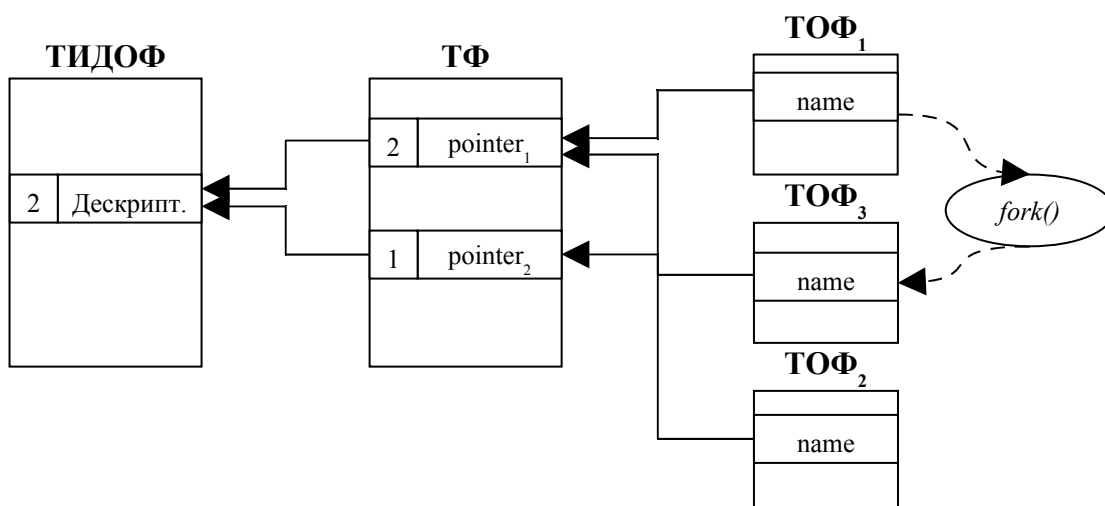 ТИДОФ
ТФ
ТОФ₁
name
2 pointer₁
2 Дескрипт.
ТОФ₃
fork()
1 pointer₂
name
ТОФ₂
name